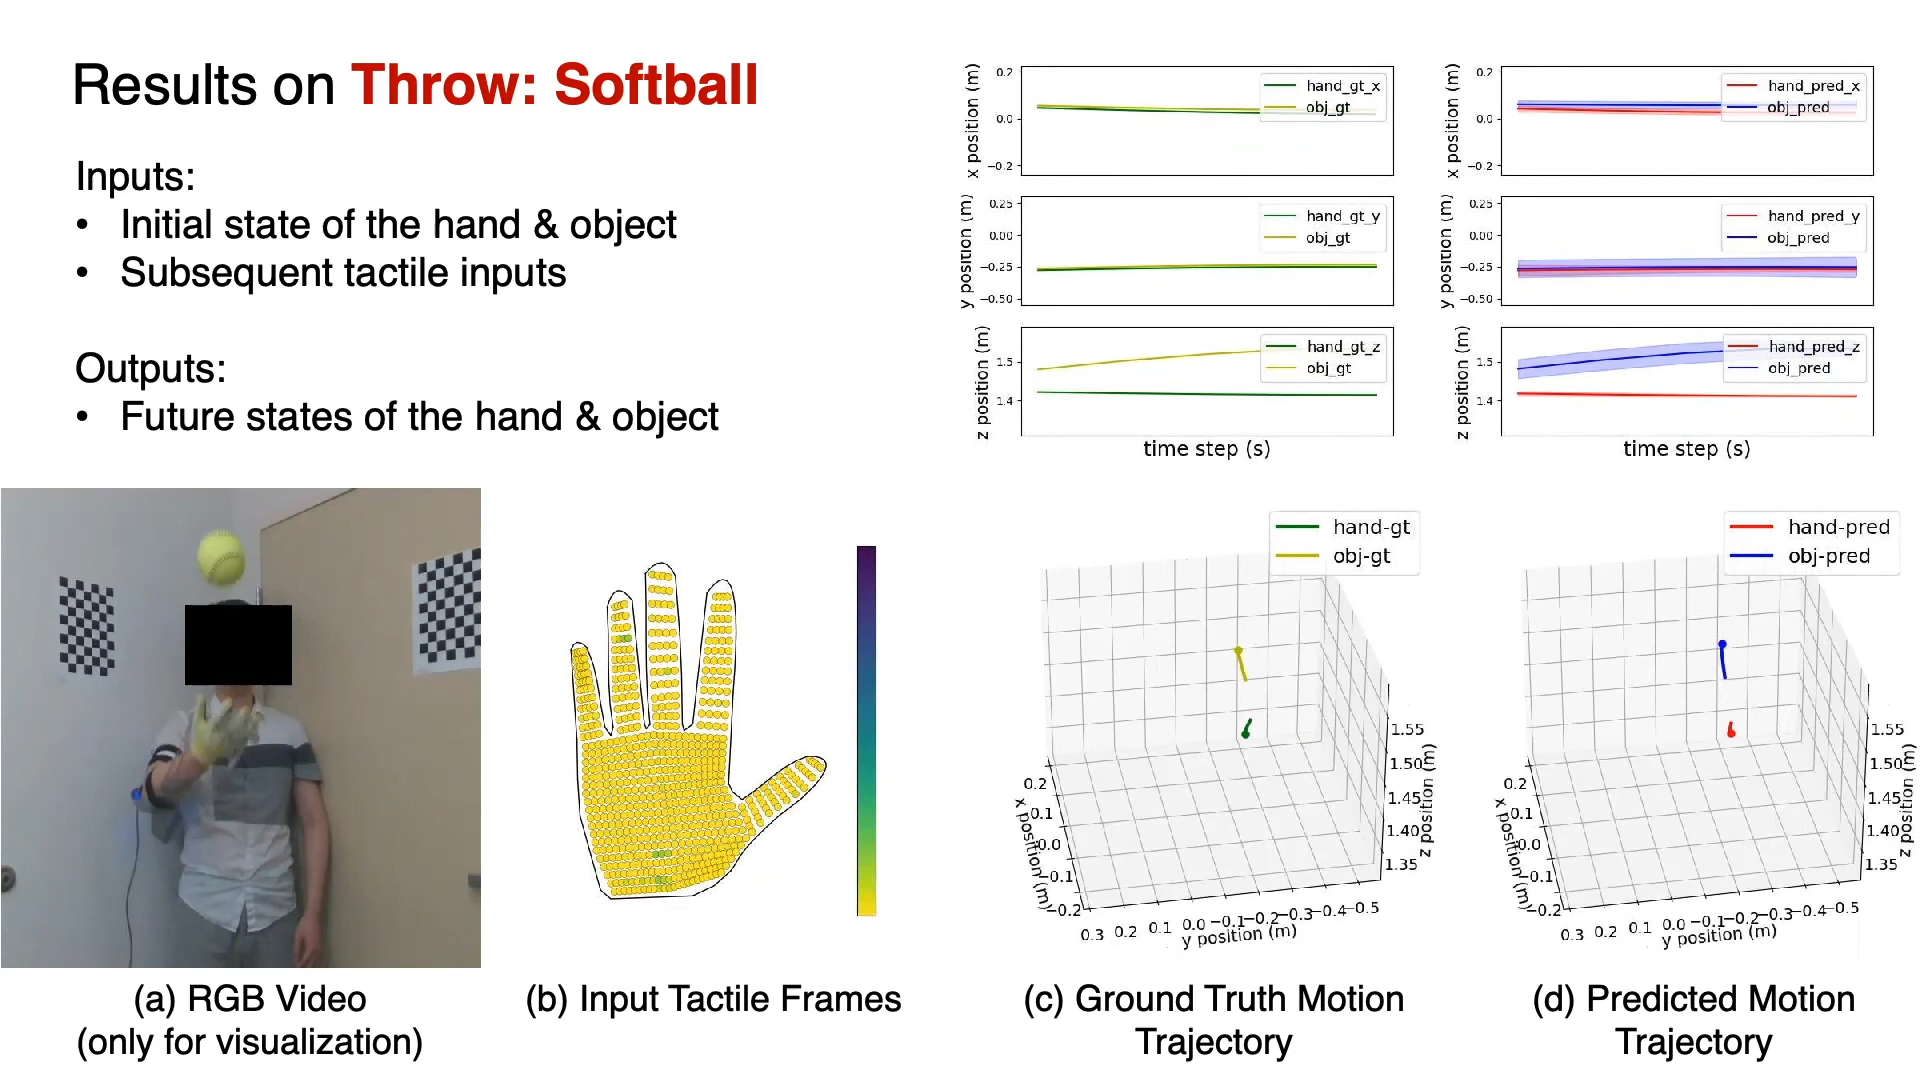 Results on Throw: Softball
Inputs:
• Initial state of the hand & object
• Subsequent tactile inputs
Outputs:
• Future states of the hand & object
x position (m)
0.2
0.0
−0.2
hand_gt_x
obj_gt
y position (m)
0.25
0.00
−0.25
−0.50
hand_gt_y
obj_gt
z position (m)
1.5
1.4
hand_gt_z
obj_gt
time step (s)
x position (m)
0.2
0.0
−0.2
hand_pred_x
obj_pred
y position (m)
0.25
0.00
−0.25
−0.50
hand_pred_y
obj_pred
z position (m)
1.5
1.4
hand_pred_z
obj_pred
time step (s)
hand-gt
obj-gt
1.55
1.50
1.45
1.40
1.35
z position (m)
0.2
0.1
0.0
−0.1
−0.2
x position (m)
0.3 0.2 0.1 0.0 −0.1 −0.2 −0.3 −0.4 −0.5
y position (m)
hand-pred
obj-pred
1.55
1.50
1.45
1.40
1.35
z position (m)
0.2
0.1
0.0
−0.1
−0.2
x position (m)
0.3 0.2 0.1 0.0 −0.1 −0.2 −0.3 −0.4 −0.5
y position (m)
(a) RGB Video
(only for visualization)
(b) Input Tactile Frames
(c) Ground Truth Motion
Trajectory
(d) Predicted Motion
Trajectory